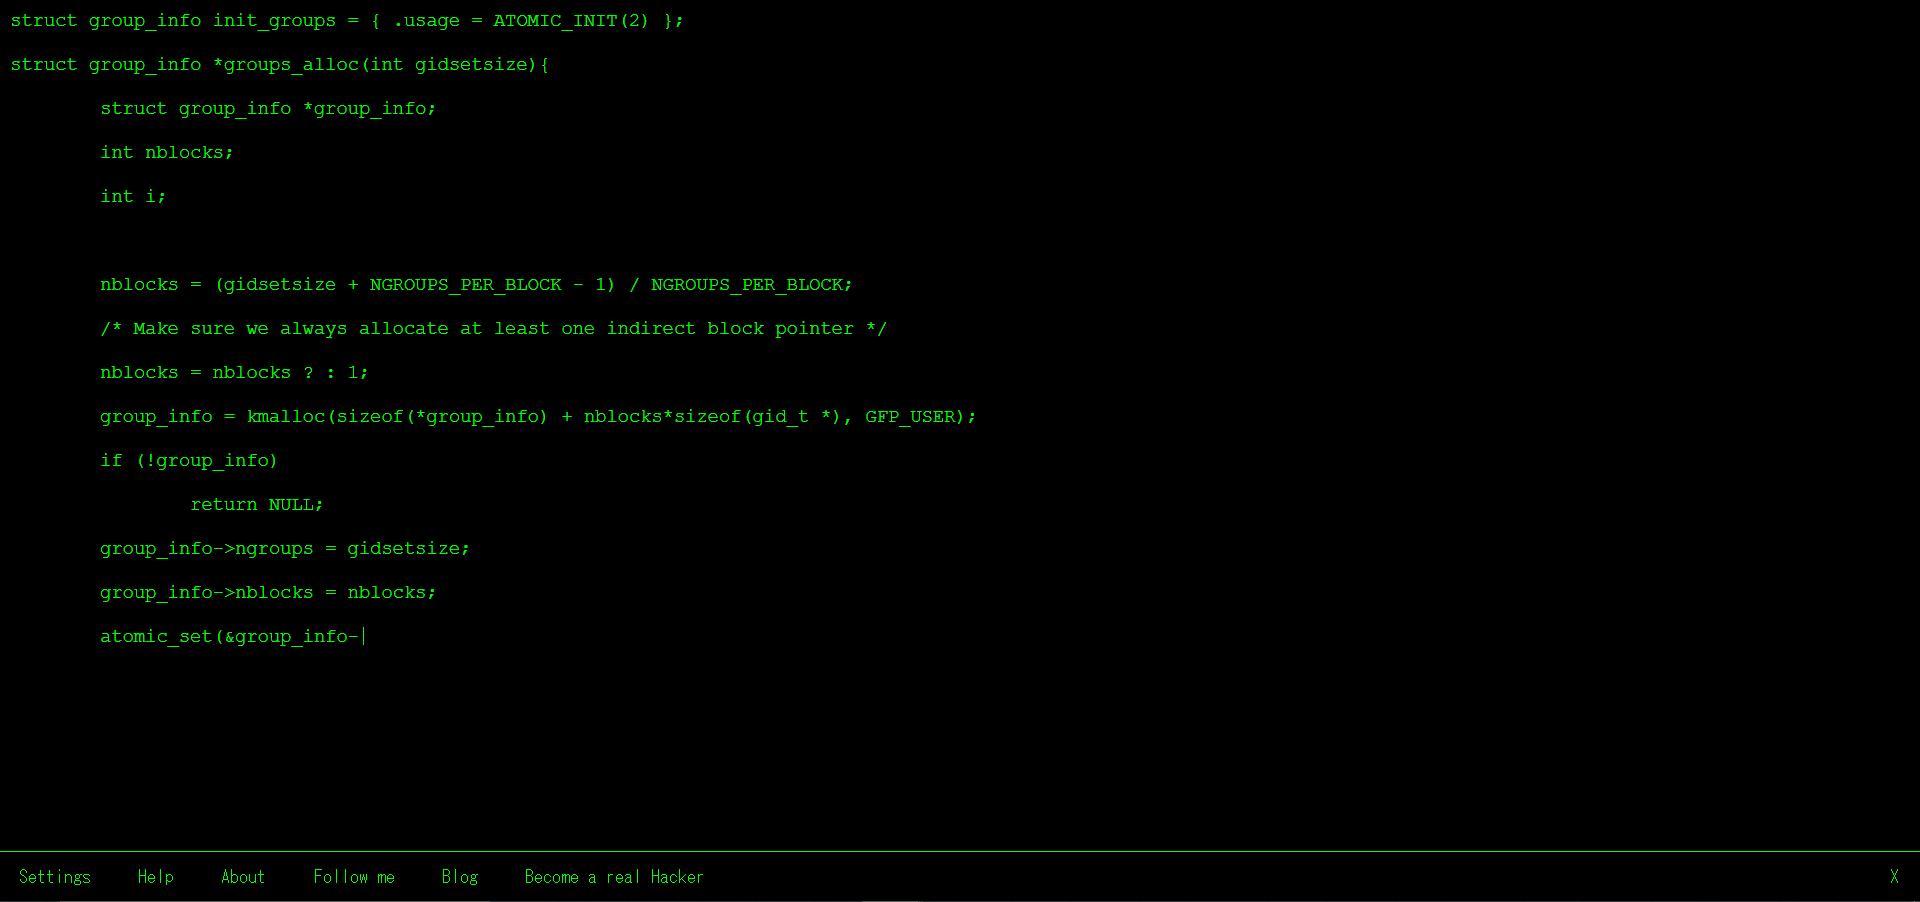 struct group_info init_groups = { .usage = ATOMIC_INIT(2) };
struct group_info *groups_alloc(int gidsetsize){
struct group_info *group_info;
int nblocks;
int i;
nblocks = (gidsetsize + NGROUPS_PER_BLOCK - 1) / NGROUPS_PER_BLOCK;
/* Make sure we always allocate at least one indirect block pointer */
nblocks = nblocks ? : 1;
group_info = kmalloc(sizeof(*group_info) + nblocks*sizeof(gid_t *), GFP_USER);
if (!group_info)
return NULL;
group_info->ngroups = gidsetsize;
group_info->nblocks = nblocks;
atomic_set(&group_info-|
Settings Help About Follow me Blog Become a real Hacker X